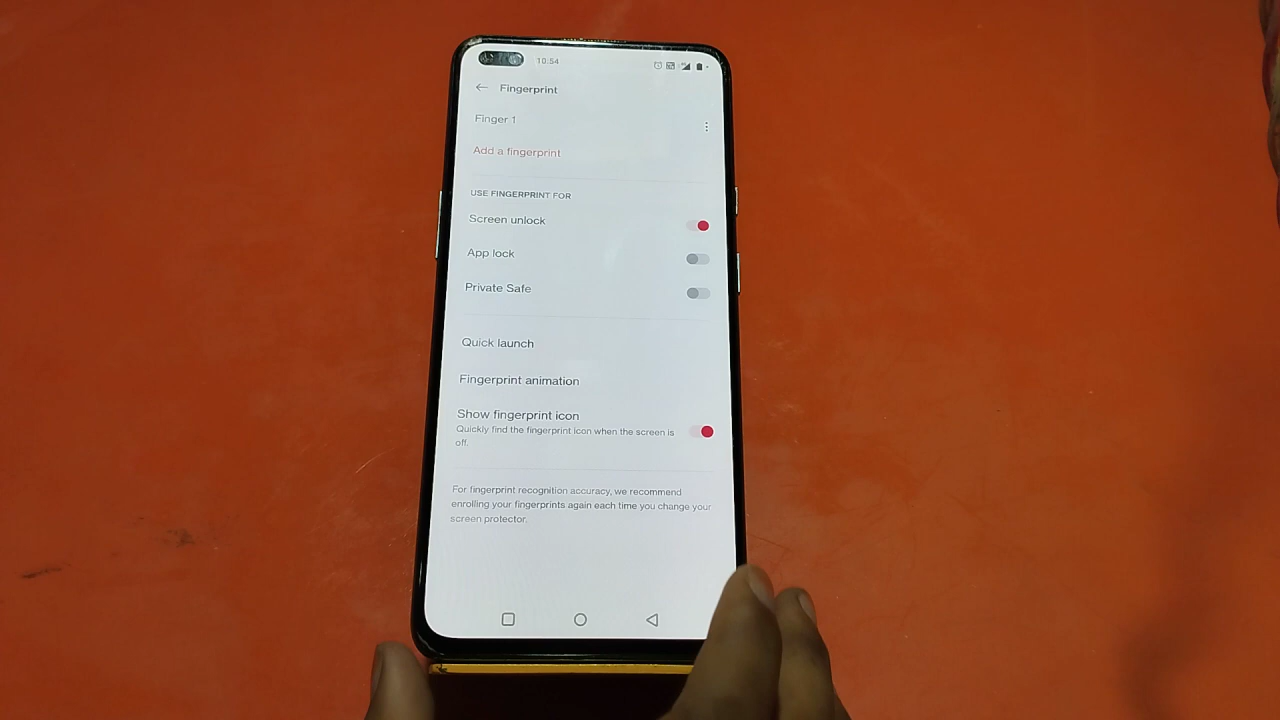 10:54
Fingerprint
Finger 1
Add a fingerprint
USE FINGERPRINT FOR
Screen unlock
App lock
Private Safe
Quick launch
Fingerprint animation
Show fingerprint icon
Quickly find the fingerprint icon when the screen is
off.
For fingerprint recognition accuracy, we recommend
enrolling your fingerprints again each time you change your
screen protector.